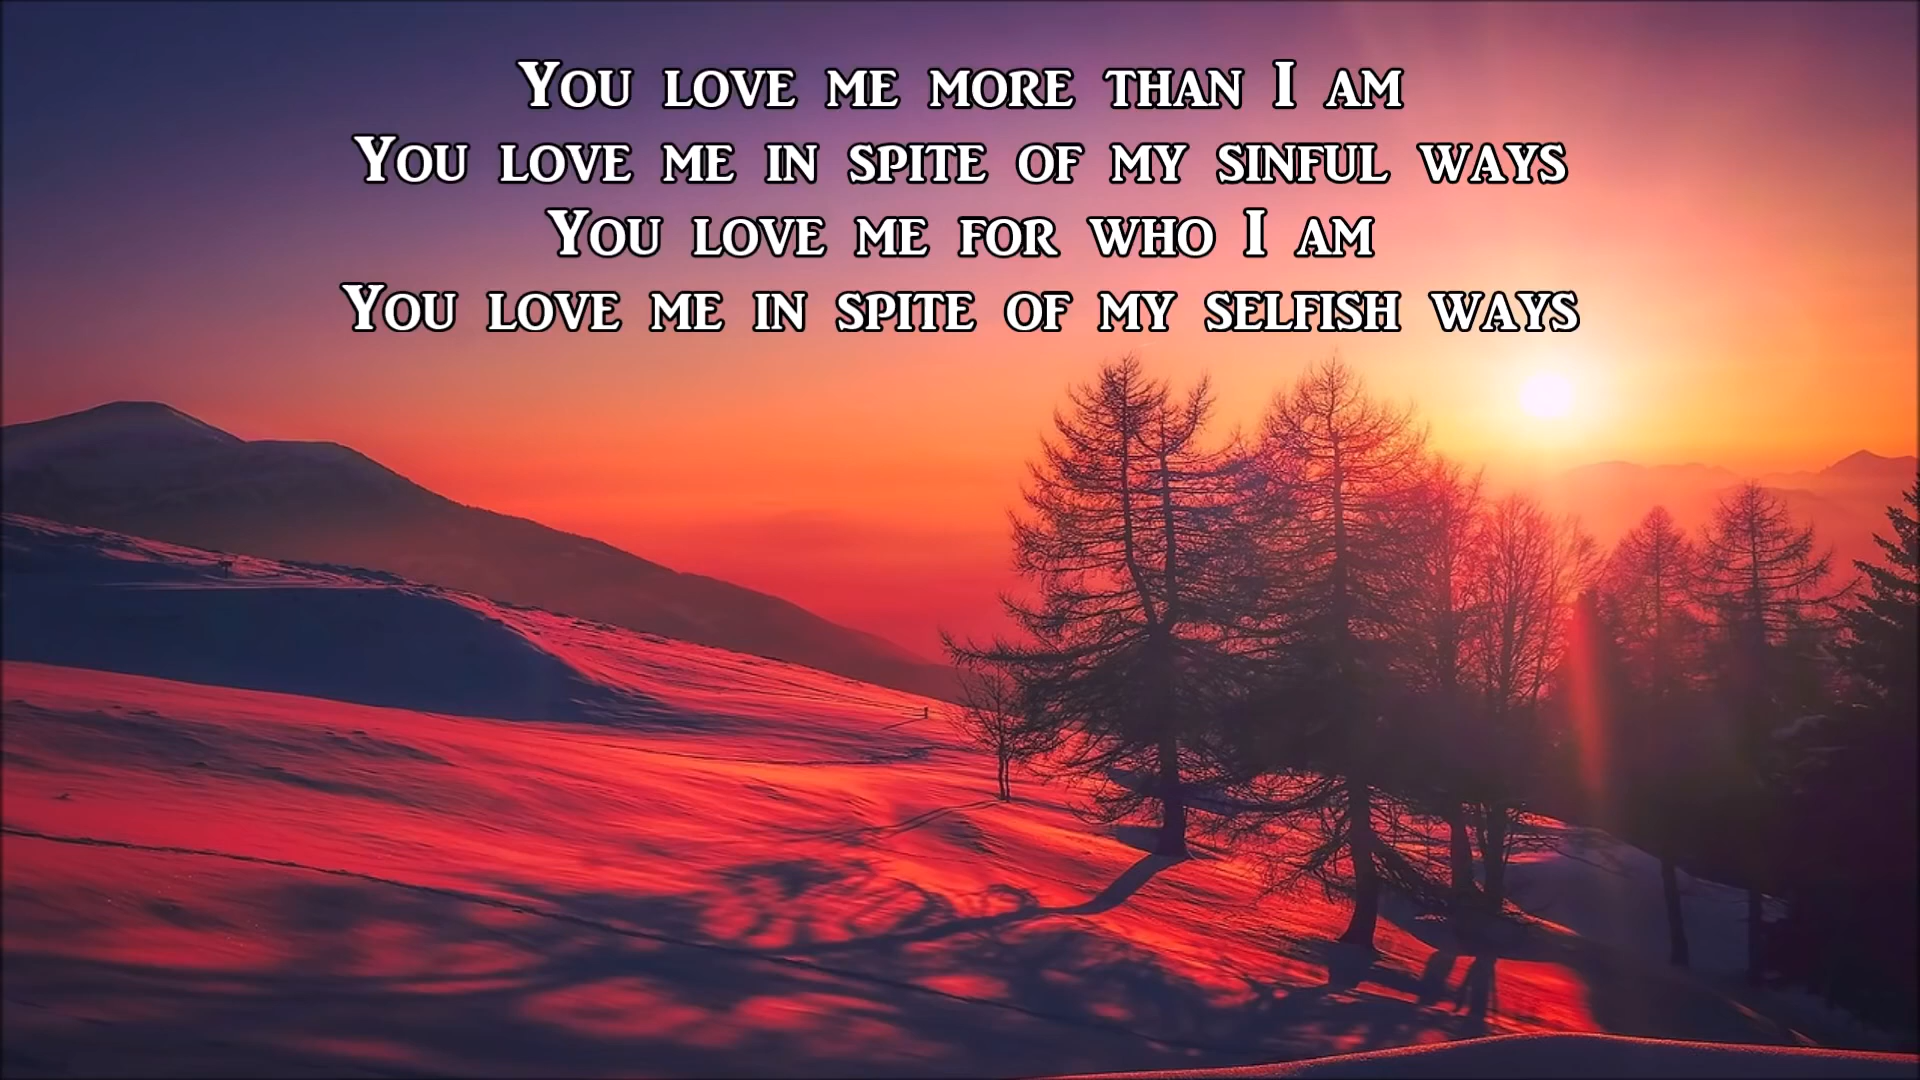 You love me more than I am
You love me in spite of my sinful ways
You love me for who I am
You love me in spite of my selfish ways